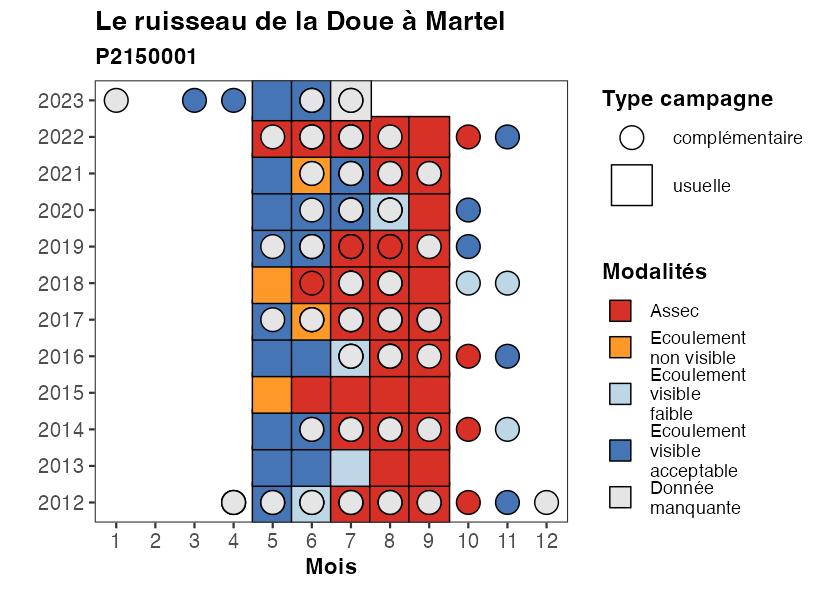 Le ruisseau de la Doue à Martel
P2150001
2023
2022
2021
2020
2019
2018
2017
2016
2015
2014
2013
2012
1 2 3 4 5 6 7 8 9 10 11 12
Mois
Type campagne
complémentaire
usuelle
Modalités
Assec
Ecoulement
non visible
Ecoulement
visible
faible
Ecoulement
visible
acceptable
Donnée
manquante